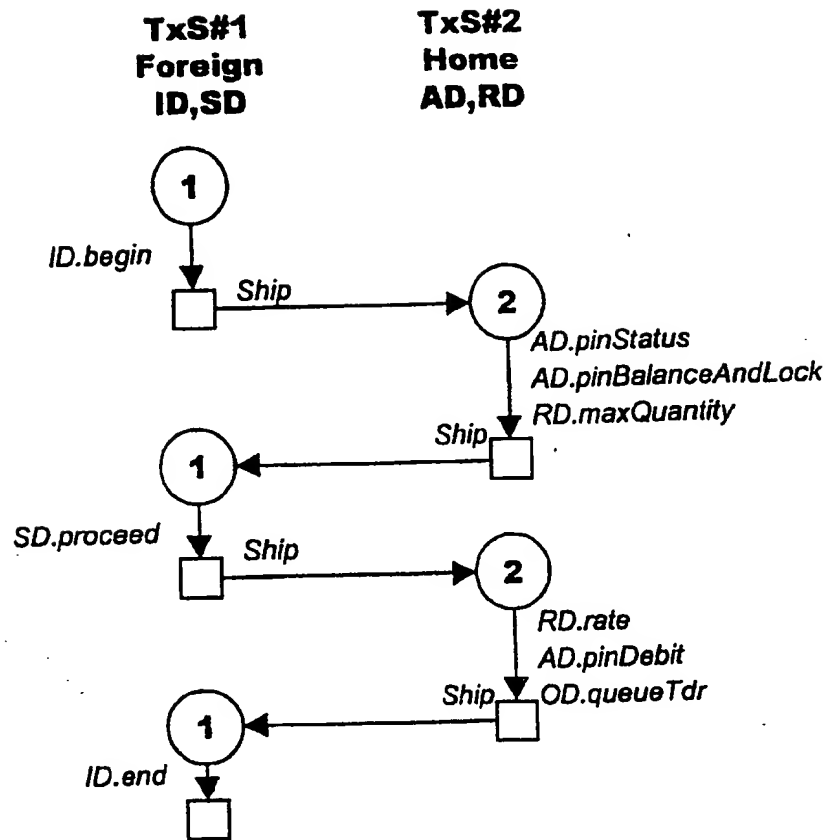 TxS#1
Foreign
ID,SD
TxS#2
Home
AD,RD
1
ID.begin
Ship
2
AD.pinStatus
AD.pinBalanceAndLock
RD.maxQuantity
Ship
1
SD.proceed
Ship
2
RD.rate
AD.pinDebit
OD.queueTdr
Ship
1
ID.end